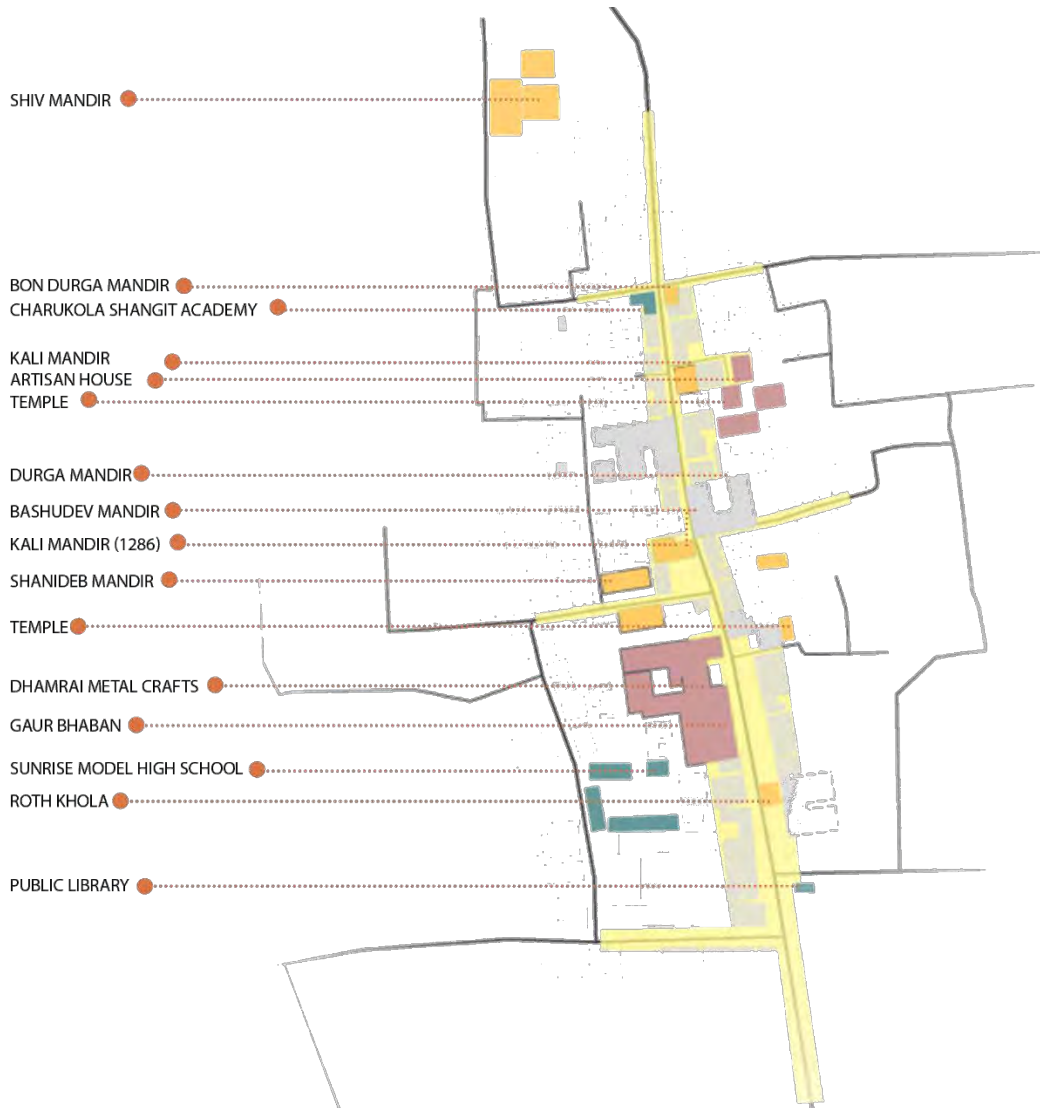 SHIV MANDIR
BON DURGA MANDIR
CHARUKOLA SHANGIT ACADEMY
KALI MANDIR
ARTISAN HOUSE
TEMPLE
DURGA MANDIR
BASHUDEV MANDIR
KALI MANDIR (1286)
SHANIDEB MANDIR
TEMPLE
DHAMRAI METAL CRAFTS
GAUR BHABAN
SUNRISE MODEL HIGH SCHOOL
ROTH KHOLA
PUBLIC LIBRARY